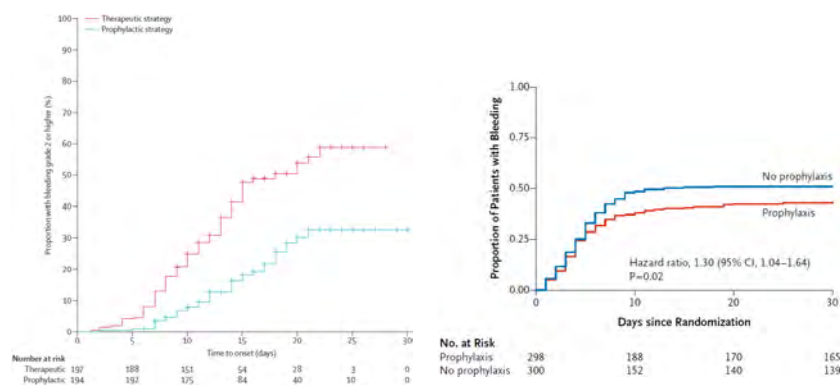 Therapeutic strategy
Prophylactic strategy
Proportion with bleeding grade 2 or higher (%)
100
90
80
70
60
50
40
30
20
10
0
0 5 10 15 20 25 30
Time to onset (days)
Number at risk
Therapeutic 197 188 151 54 28 3 0
Prophylactic 194 192 175 84 40 10 0
Proportion of Patients with Bleeding
1.00
0.75
0.50
0.25
0.00
No prophylaxis
Prophylaxis
Hazard ratio, 1.30 (95% CI, 1.04–1.64)
P=0.02
0 10 20 30
Days since Randomization
No. at Risk
Prophylaxis 298 188 170 165
No prophylaxis 300 152 140 139